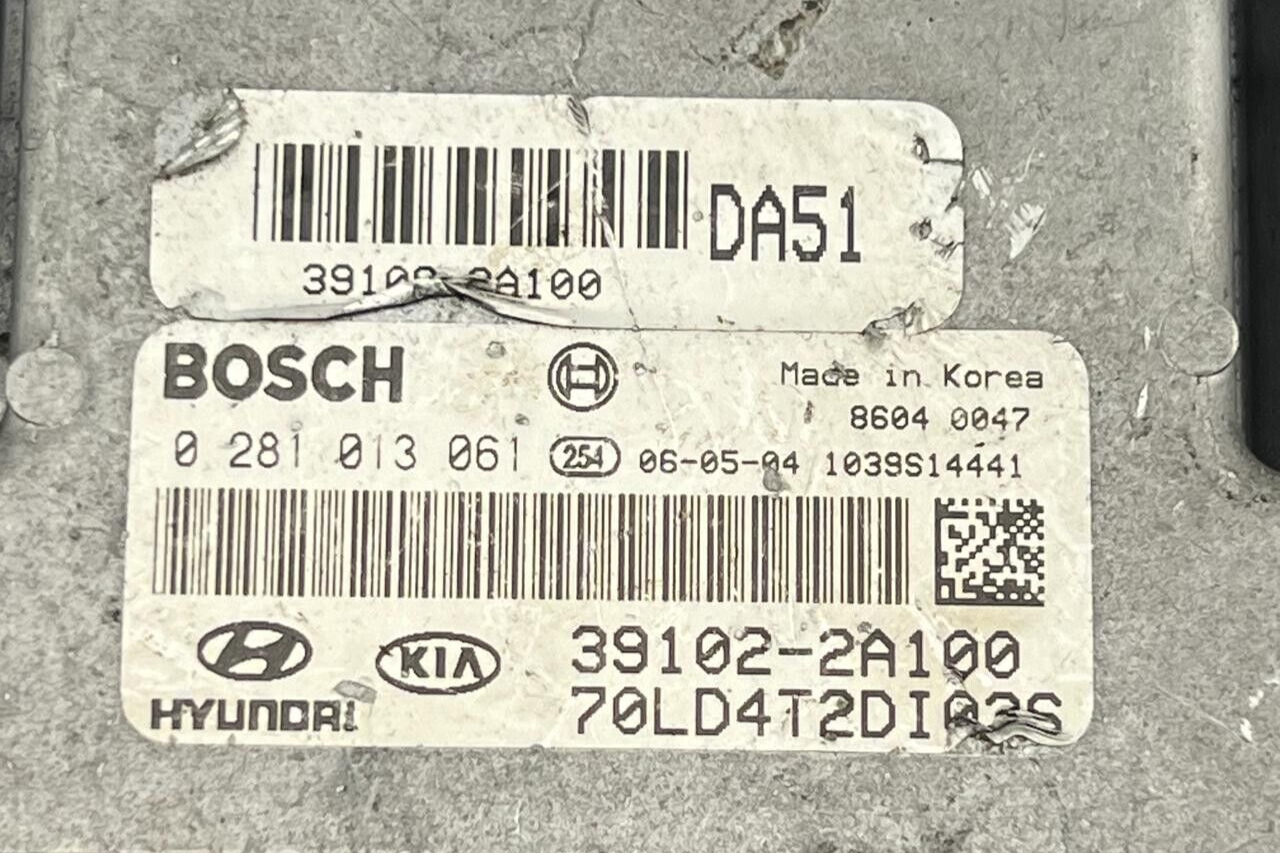 DA51
39102-2A100
BOSCH
Made in Korea
8604 0047
0 281 013 061 254 06-05-04 1039S14441
HYUNDAI KIA
39102-2A100